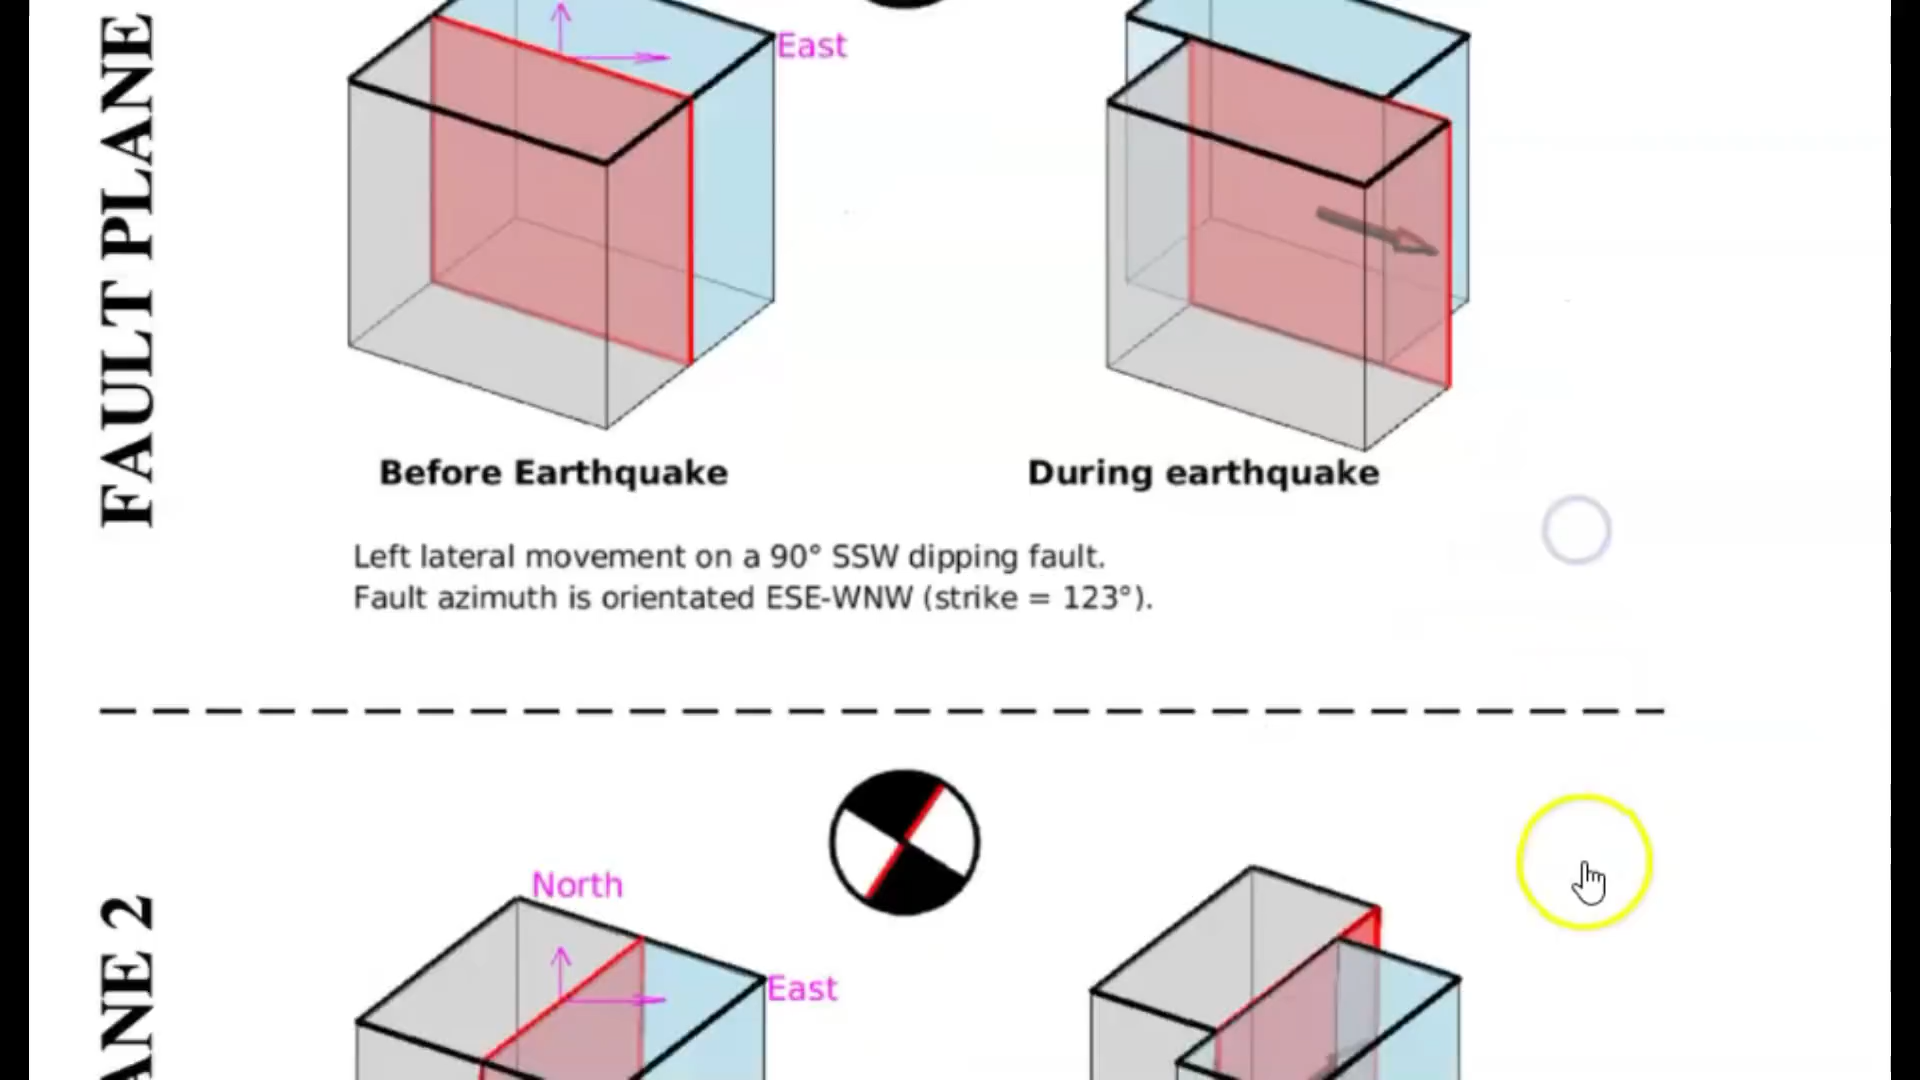 FAULT PLANE
East
Before Earthquake
During earthquake
Left lateral movement on a 90° SSW dipping fault.
Fault azimuth is orientated ESE-WNW (strike = 123°).
North
East
ANE 2